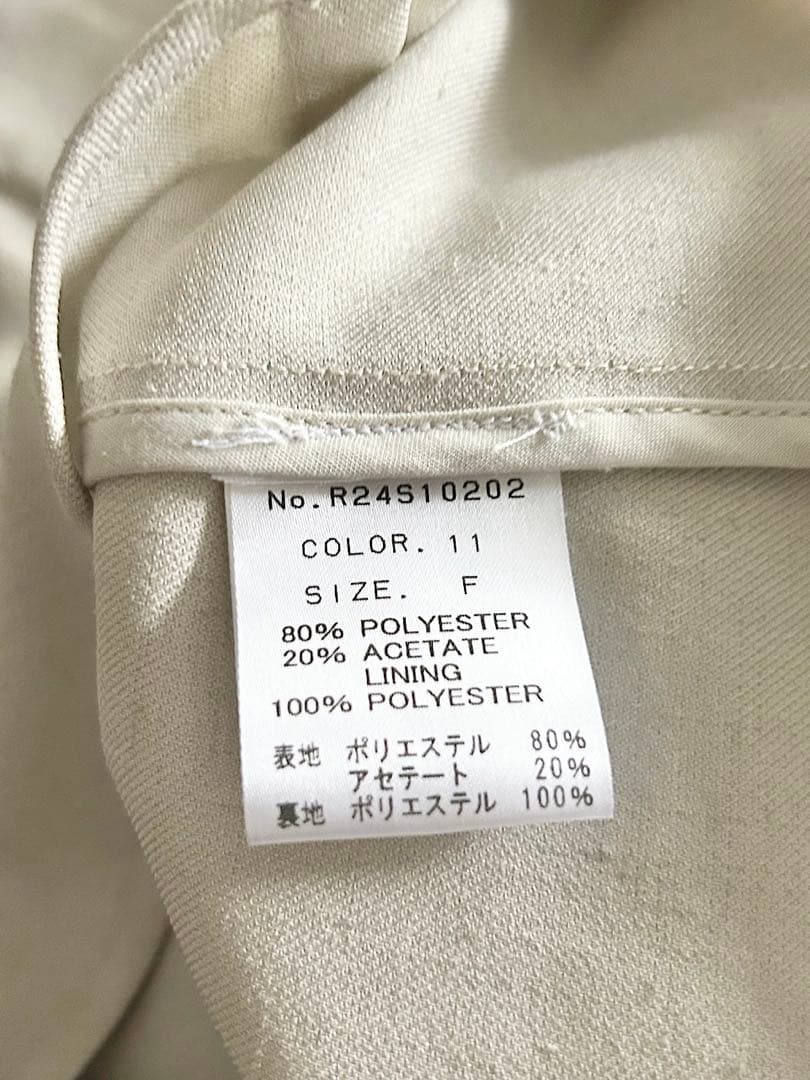 No.R24S10202
COLOR. 11
SIZE. F
80% POLYESTER
20% ACETATE
LINING
100% POLYESTER
表地 ポリエステル 80%
アセテート 20%
裏地 ポリエステル 100%